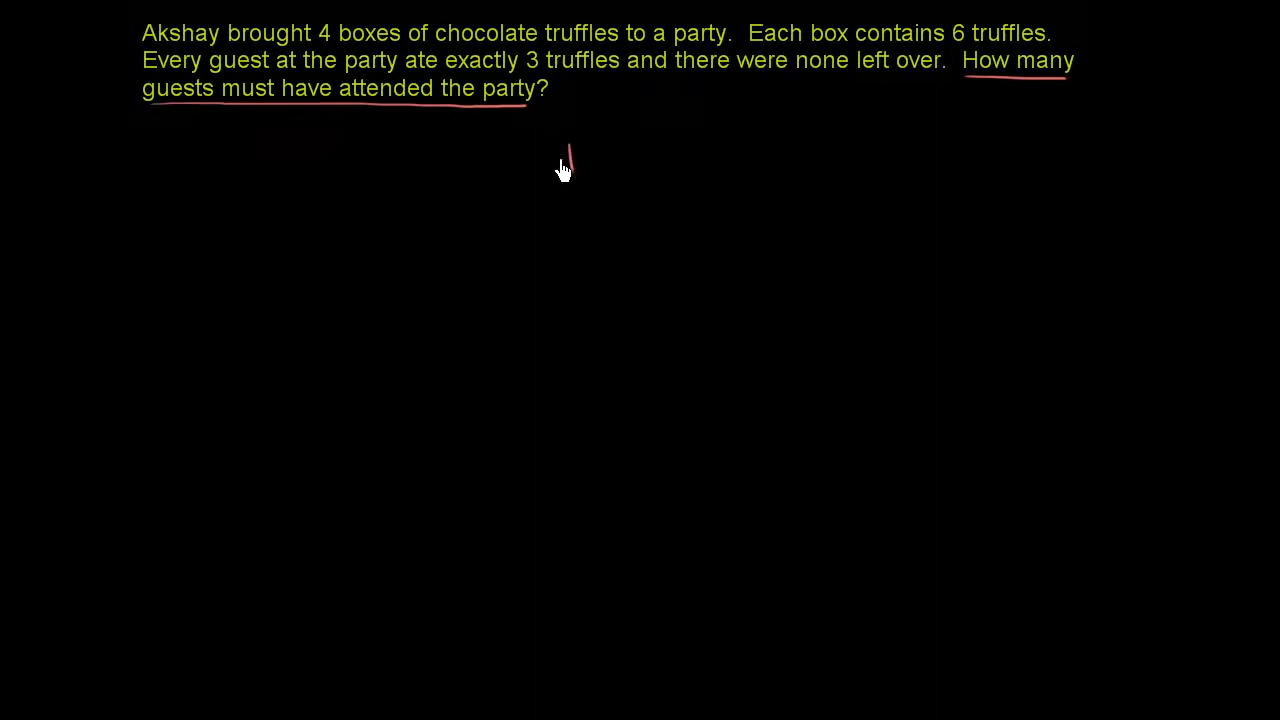 Akshay brought 4 boxes of chocolate truffles to a party.  Each box contains 6 truffles.
Every guest at the party ate exactly 3 truffles and there were none left over.  How many
guests must have attended the party?